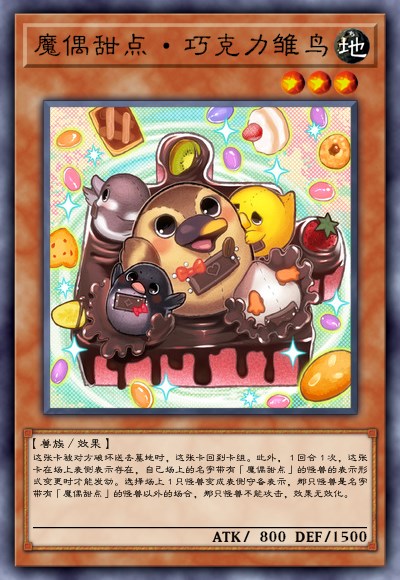 魔偶甜点·巧克力雏鸟
地
【兽族/效果】
这张卡被对方破坏送去墓地时，这张卡回到卡组。此外，1回合1次，这张
卡在场上表侧表示存在，自己场上的名字带有「魔偶甜点」的怪兽的表示形
式变更时才能发动。选择场上1只怪兽变成表侧守备表示，那只怪兽是名字
带有「魔偶甜点」的怪兽以外的场合，那只怪兽不能攻击，效果无效化。
ATK/ 800 DEF/1500